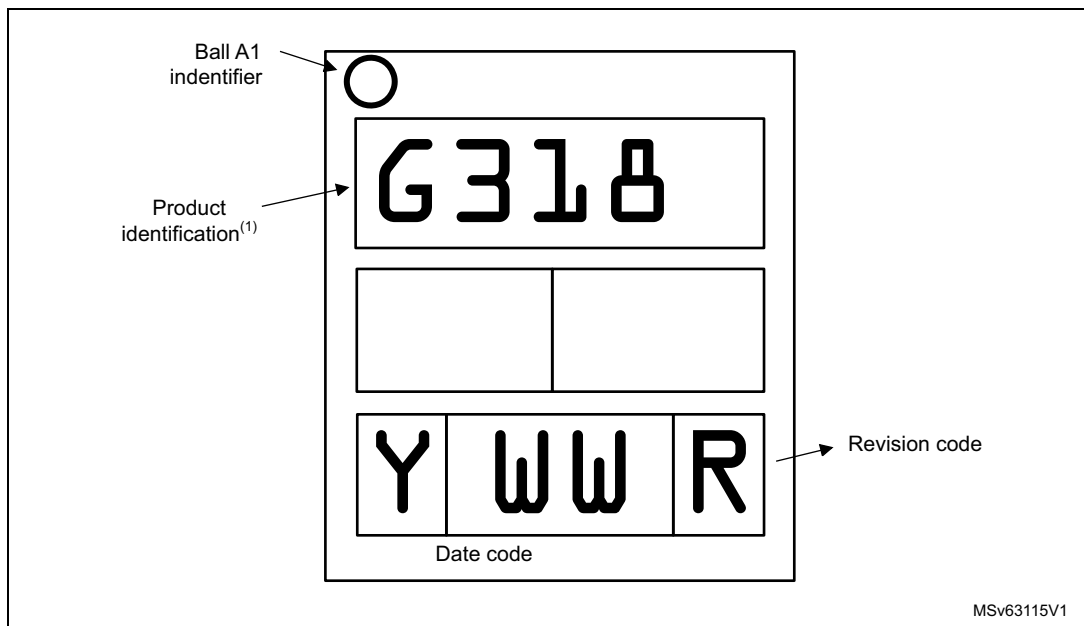 Ball A1
indentifier
G318
Product
identification(1)
Y WW R
Revision code
Date code
MSv63115V1